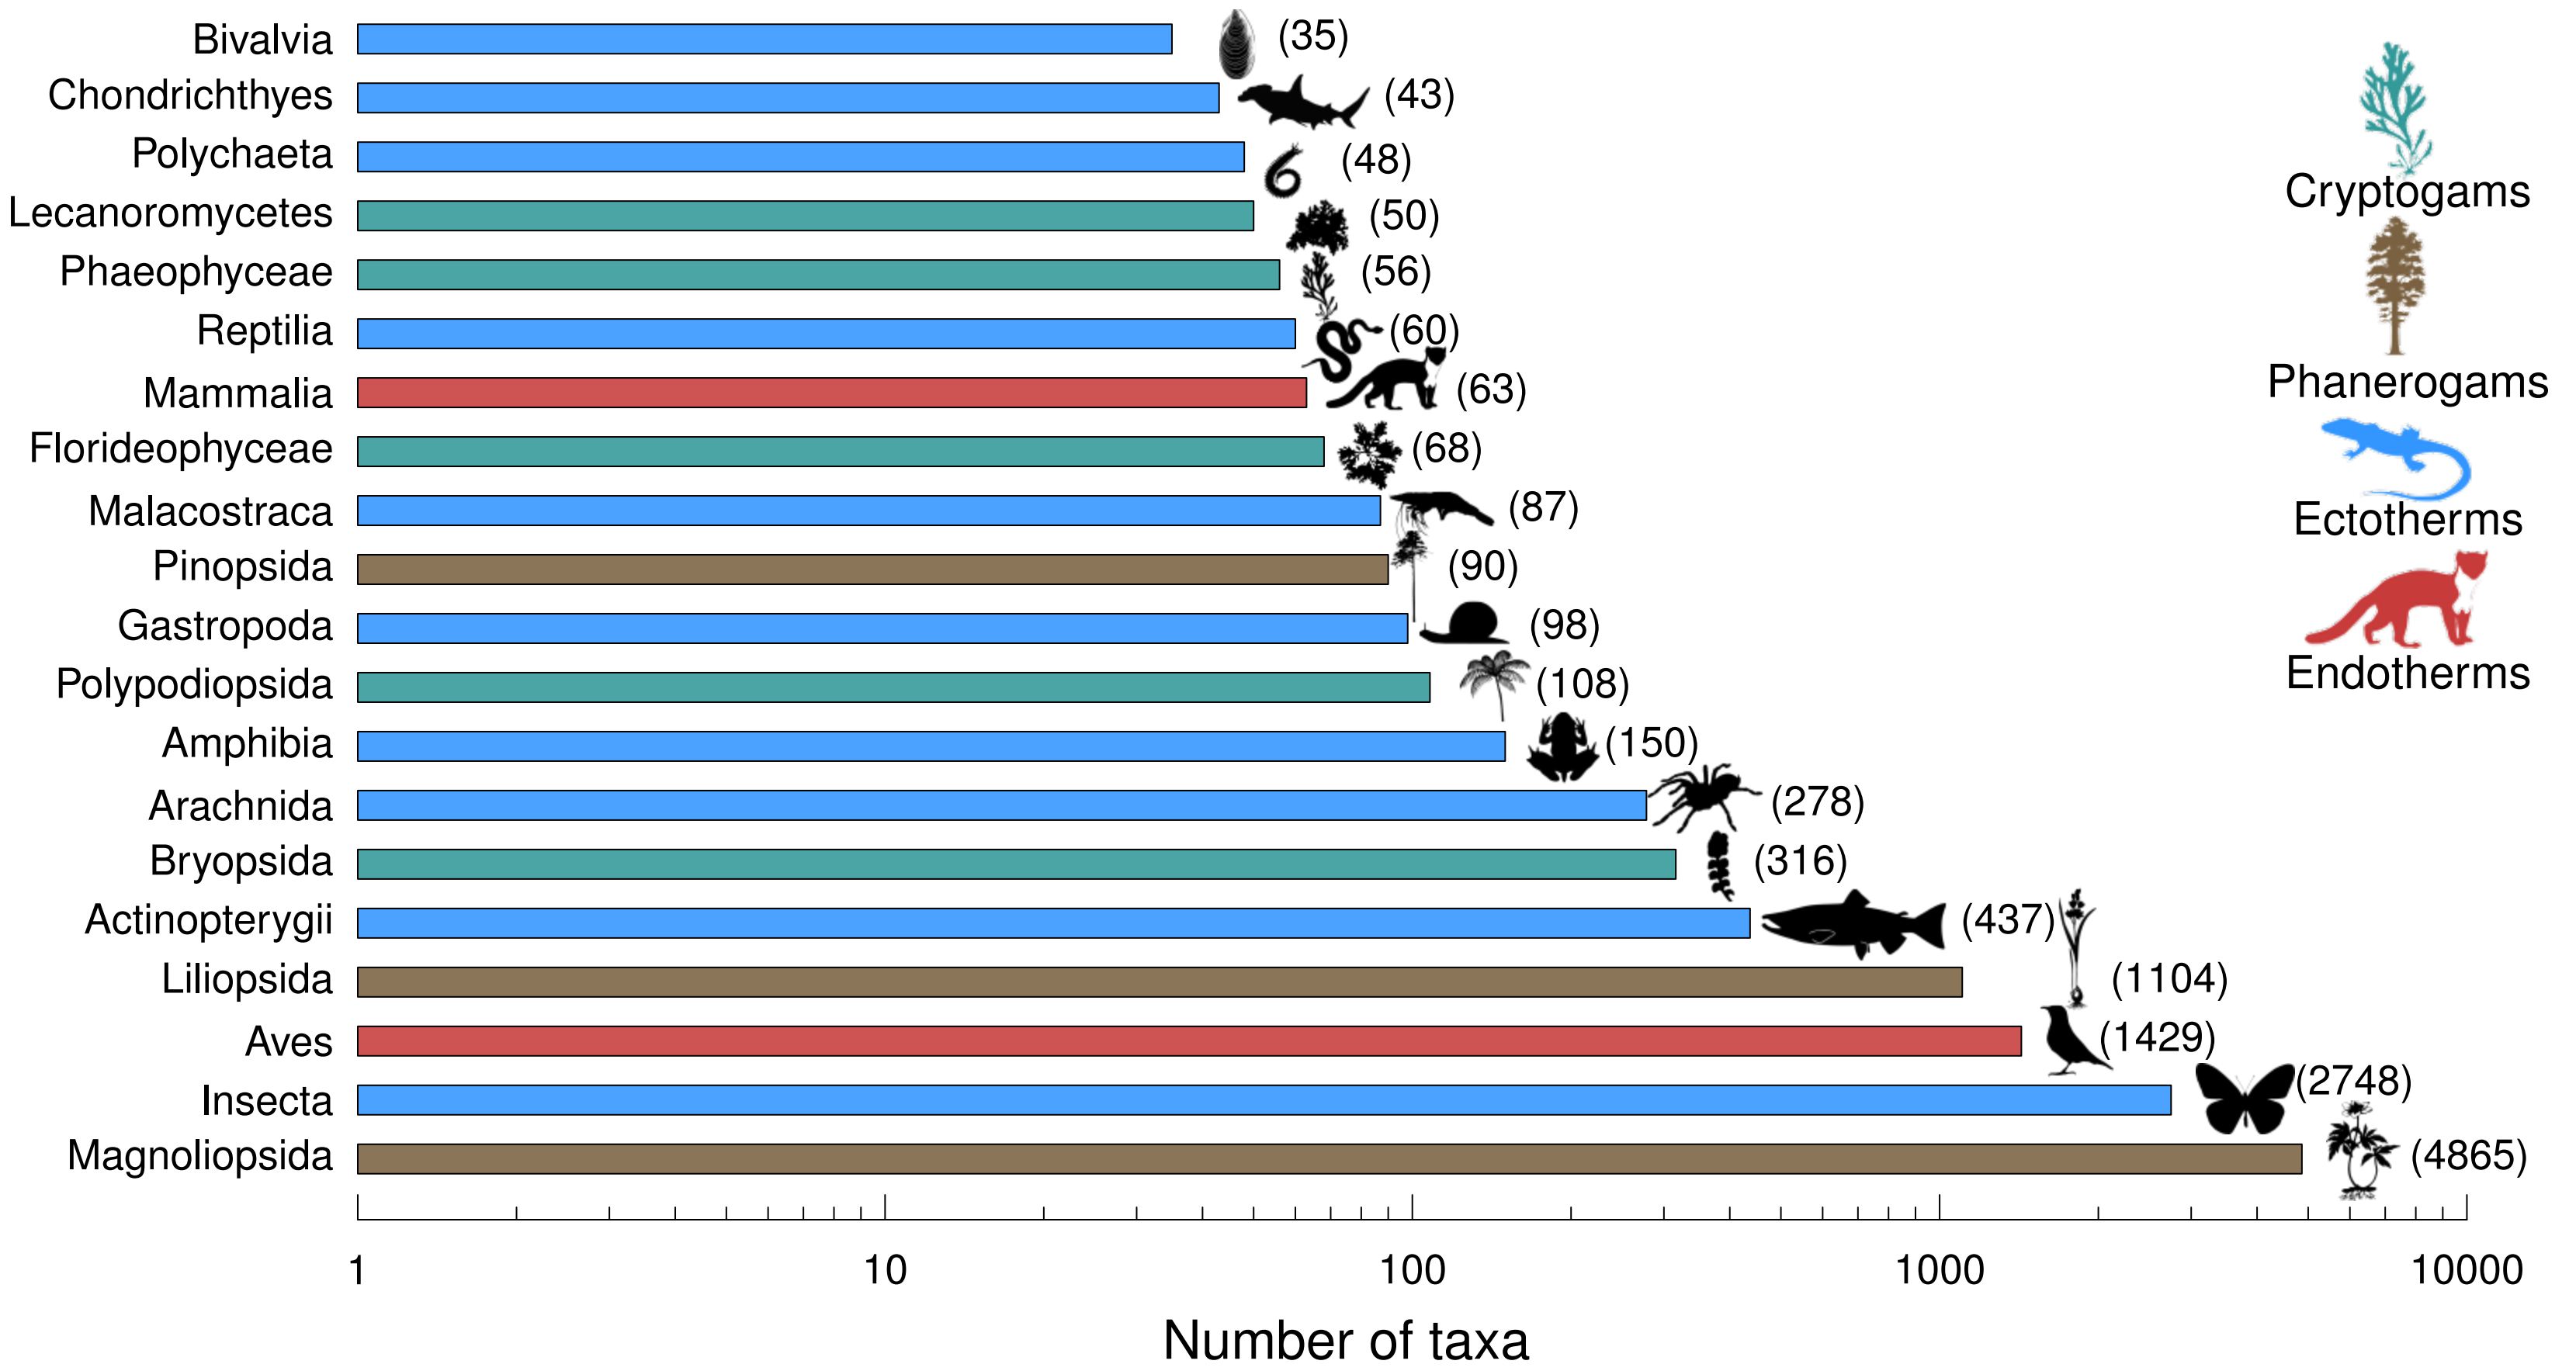 Bivalvia (35)
Chondrichthyes (43)
Polychaeta (48)
Lecanoromycetes (50)
Phaeophyceae (56)
Reptilia (60)
Mammalia (63)
Florideophyceae (68)
Malacostraca (87)
Pinopsida (90)
Gastropoda (98)
Polypodiopsida (108)
Amphibia (150)
Arachnida (278)
Bryopsida (316)
Actinopterygii (437)
Liliopsida (1104)
Aves (1429)
Insecta (2748)
Magnoliopsida (4865)
1 10 100 1000 10000
Number of taxa
Cryptogams
Phanerogams
Ectotherms
Endotherms